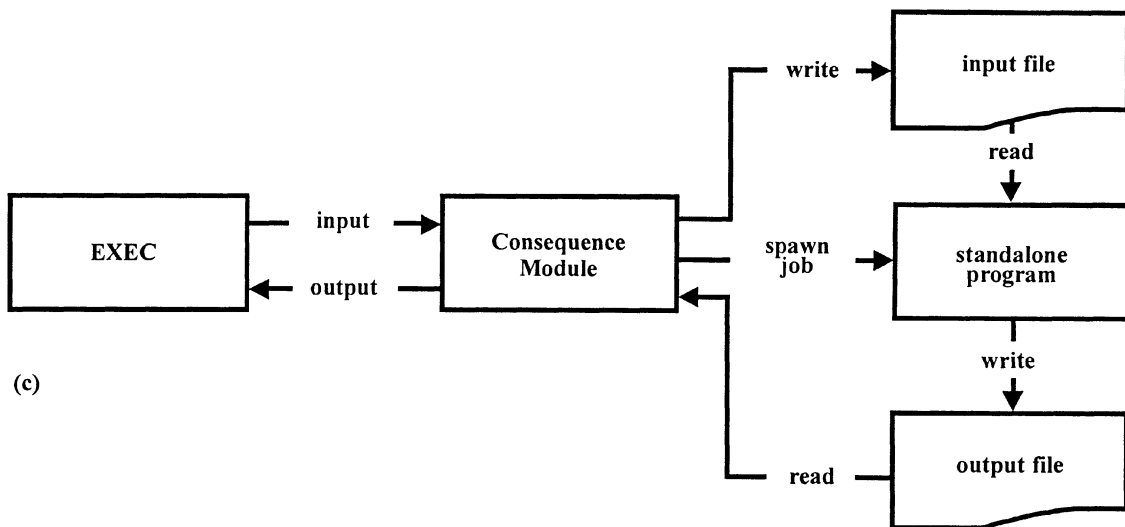 write
input file
read
EXEC
input
output
Consequence
Module
spawn
job
standalone
program
write
(c)
read
output file